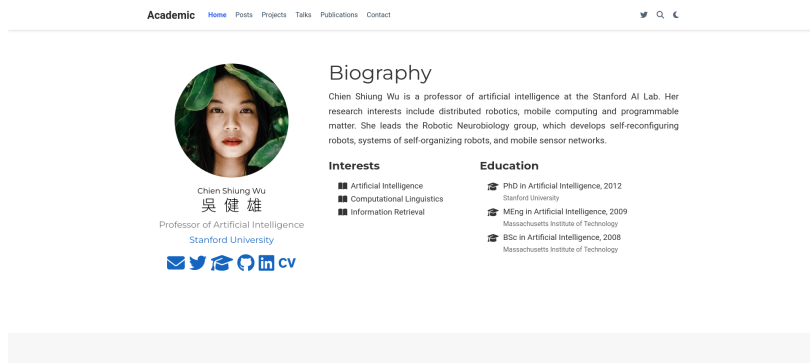 Academic Home Posts Projects Talks Publications Contact
Biography
Chien Shiung Wu is a professor of artificial intelligence at the Stanford AI Lab. Her
research interests include distributed robotics, mobile computing and programmable
matter. She leads the Robotic Neurobiology group, which develops self-reconfiguring
robots, systems of self-organizing robots, and mobile sensor networks.
Chien Shiung Wu
吳健雄
Professor of Artificial Intelligence
Stanford University
CV
Interests
Artificial Intelligence
Computational Linguistics
Information Retrieval
Education
PhD in Artificial Intelligence, 2012
Stanford University
MEng in Artificial Intelligence, 2009
Massachusetts Institute of Technology
BSc in Artificial Intelligence, 2008
Massachusetts Institute of Technology